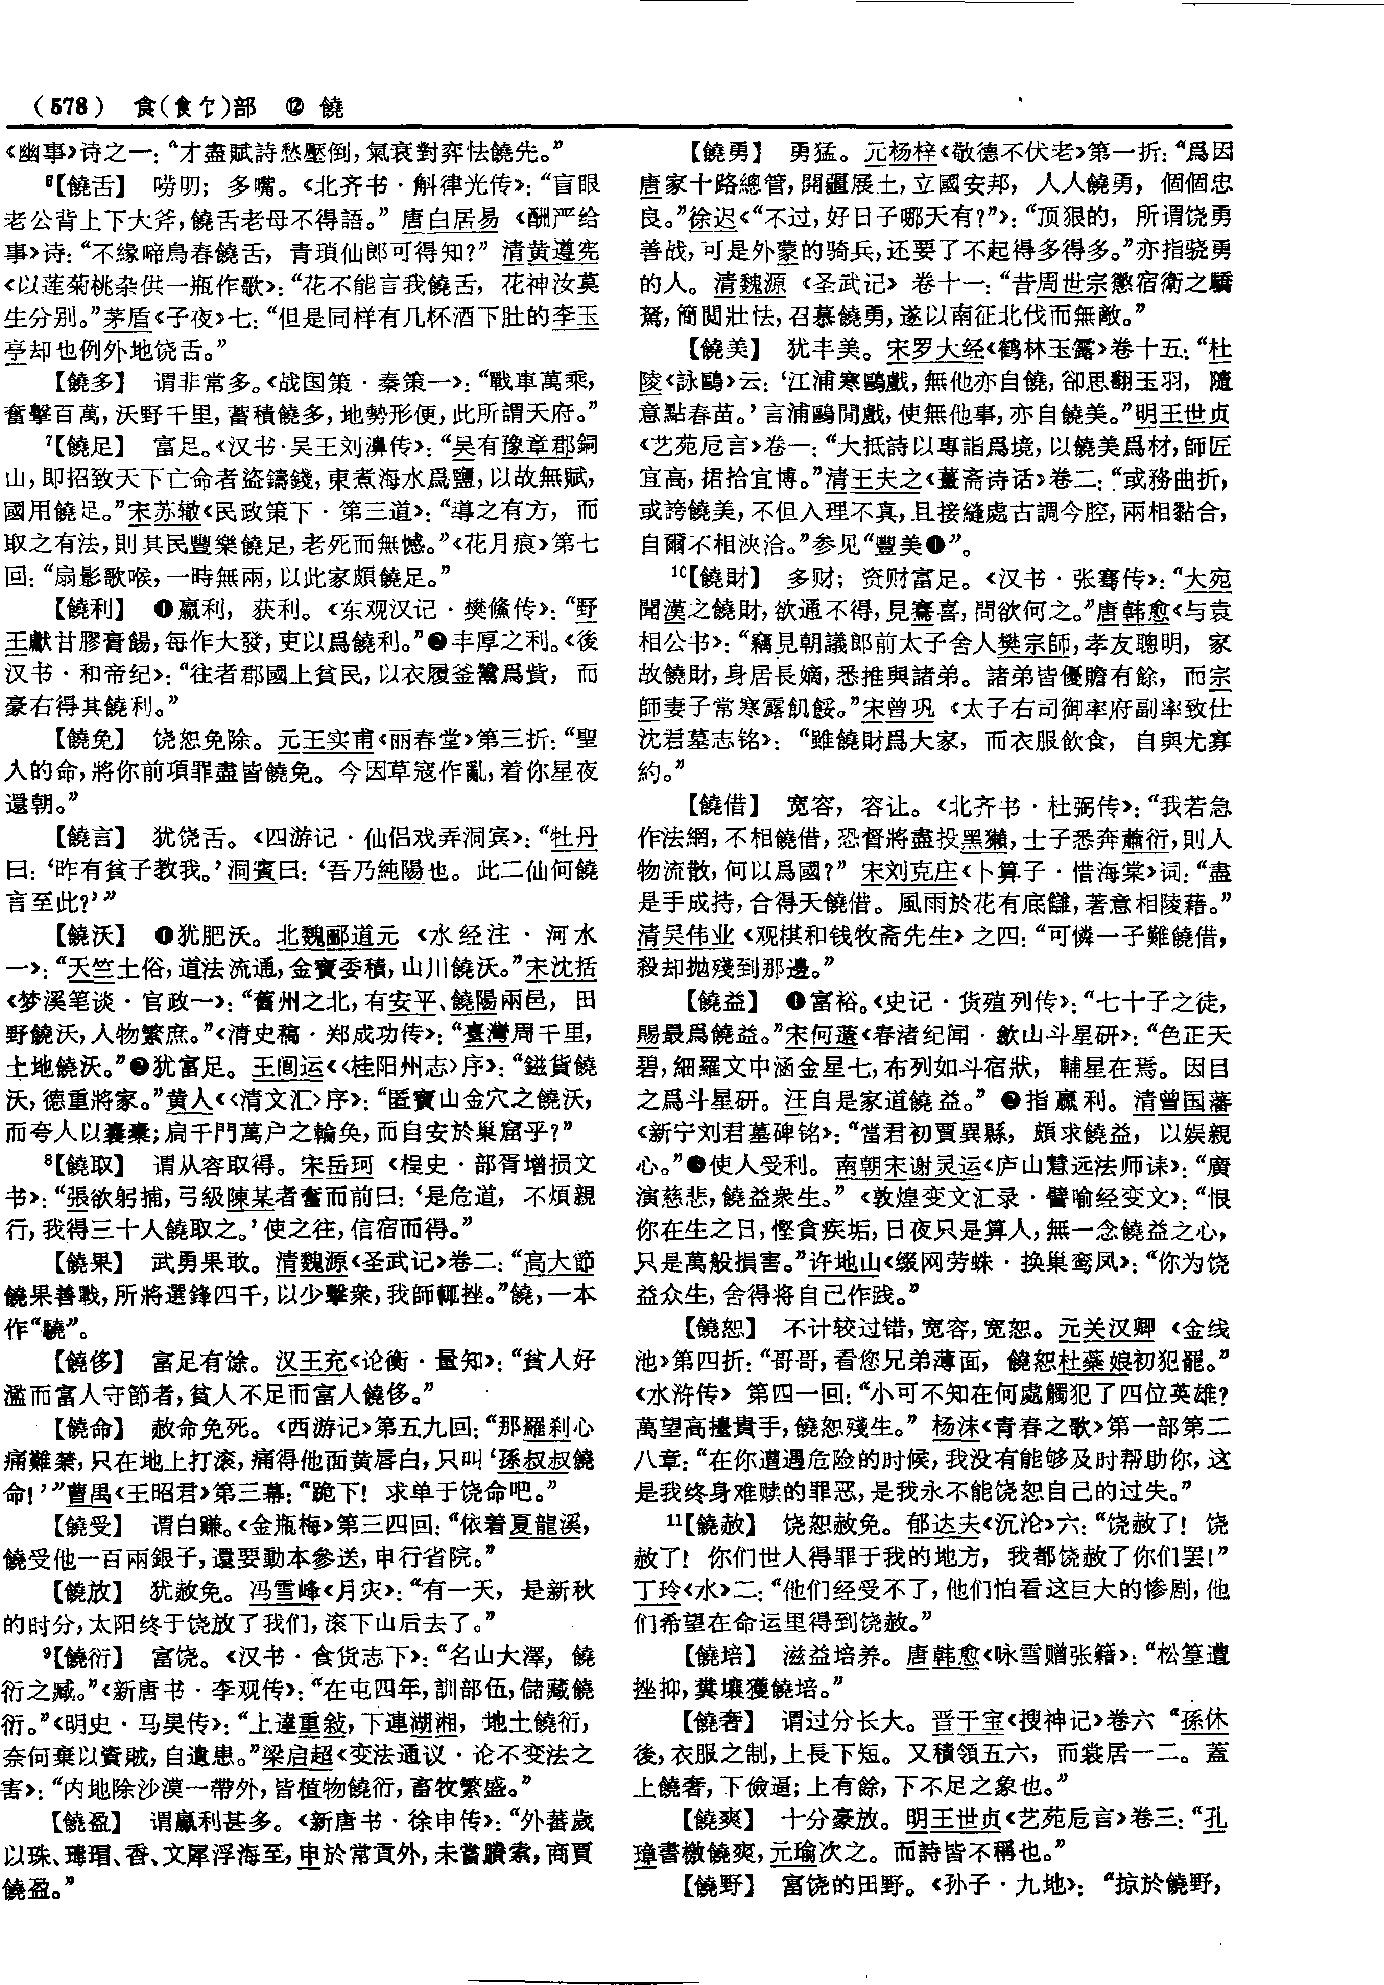 （578） 食(飠饣)部 ⑫ 饒
《幽事》诗之一：“才盡賦詩愁壓倒，氣衰對弈怯饒先。”
⁶【饒舌】 唠叨；多嘴。《北齐书·斛律光传》：“盲眼
老公背上下大斧，饒舌老母不得語。”唐白居易《酬严给
事》诗：“不緣啼鳥春饒舌，青瑣仙郎可得知？”清黄遵宪
《以莲菊桃杂供一瓶作歌》：“花不能言我饒舌，花神汝莫
生分别。”茅盾《子夜》七：“但是同样有几杯酒下肚的李玉
亭却也例外地饶舌。”
【饒多】 谓非常多。《战国策·秦策一》：“戰車萬乘，
奮擊百萬，沃野千里，蓄積饒多，地勢形便，此所謂天府。”
⁷【饒足】 富足。《汉书·吴王刘濞传》：“吴有豫章郡銅
山，即招致天下亡命者盜鑄錢，東煮海水爲鹽，以故無賦，
國用饒足。”宋苏辙《民政策下·第三道》：“導之有方，而
取之有法，則其民豐樂饒足，老死而無憾。”《花月痕》第七
回：“扇影歌喉，一時無兩，以此家頗饒足。”
【饒利】 ❶赢利，获利。《东观汉记·樊鯈传》：“野
王獻甘膠膏餳，每作大發，吏以爲饒利。”❷丰厚之利。《後
汉书·和帝纪》：“往者郡國上貧民，以衣履釜鬵爲貲，而
豪右得其饒利。”
【饒免】 饶恕免除。元王实甫《丽春堂》第三折：“聖
人的命，將你前項罪盡皆饒免。今因草寇作亂，着你星夜
還朝。”
【饒言】 犹饶舌。《四游记·仙侣戏弄洞宾》：“牡丹
曰：‘昨有貧子教我。’洞賓曰：‘吾乃純陽也。此二仙何饒
言至此？’”
【饒沃】 ❶犹肥沃。北魏郦道元《水经注·河水
一》：“天竺土俗，道法流通，金寶委積，山川饒沃。”宋沈括
《梦溪笔谈·官政一》：“舊州之北，有安平、饒陽兩邑，田
野饒沃，人物繁庶。”《清史稿·郑成功传》：“臺灣周千里，
土地饒沃。”❷犹富足。王闿运《〈桂阳州志〉序》：“鎡貨饒
沃，德重將家。”黄人《〈清文汇〉序》：“匿寶山金穴之饒沃，
而夸人以囊橐；扃千門萬户之輪奂，而自安於巢窟乎？”
⁸【饒取】 谓从容取得。宋岳珂《桯史·部胥增损文
书》：“張欲躬捕，弓級陳某者奮而前曰：‘是危道，不煩親
行，我得三十人饒取之。’使之往，信宿而得。”
【饒果】 武勇果敢。清魏源《圣武记》卷二：“高大節
饒果善戰，所將選鋒四千，以少擊衆，我師輒挫。”饒，一本
作“驍”。
【饒侈】 富足有馀。汉王充《论衡·量知》：“貧人好
濫而富人守節者，貧人不足而富人饒侈。”
【饒命】 赦命免死。《西游记》第五九回：“那羅刹心
痛難禁，只在地上打滚，痛得他面黄唇白，只叫‘孫叔叔饒
命！’”曹禺《王昭君》第三幕：“跪下！求单于饶命吧。”
【饒受】 谓白赚。《金瓶梅》第三四回：“依着夏龍溪，
饒受他一百兩銀子，還要動本參送，申行省院。”
【饒放】 犹赦免。冯雪峰《月灾》：“有一天，是新秋
的时分，太阳终于饶放了我们，滚下山后去了。”
⁹【饒衍】 富饶。《汉书·食货志下》：“名山大澤，饒
衍之臧。”《新唐书·李观传》：“在屯四年，訓部伍，儲藏饒
衍。”《明史·马昊传》：“上達重敍，下連湖湘，地土饒衍，
奈何棄以資賊，自遺患。”梁启超《变法通议·论不变法之
害》：“内地除沙漠一帶外，皆植物饒衍，畜牧繁盛。”
【饒盈】 谓赢利甚多。《新唐书·徐申传》：“外蕃歲
以珠、瑇瑁、香、文犀浮海至，申於常貢外，未嘗賸索，商賈
饒盈。”
【饒勇】 勇猛。元杨梓《敬德不伏老》第一折：“爲因
唐家十路總管，開疆展土，立國安邦，人人饒勇，個個忠
良。”徐迟《“不过，好日子哪天有？”》：“顶狠的，所谓饶勇
善战，可是外蒙的骑兵，还要了不起得多得多。”亦指骁勇
的人。清魏源《圣武记》卷十一：“昔周世宗懲宿衛之驕
駑，簡閲壯怯，召募饒勇，遂以南征北伐而無敵。”
【饒美】 犹丰美。宋罗大经《鹤林玉露》卷十五：“杜
陵《詠鷗》云：‘江浦寒鷗戲，無他亦自饒，卻思翻玉羽，隨
意點春苗。’言浦鷗閒戲，使無他事，亦自饒美。”明王世贞
《艺苑卮言》卷一：“大抵詩以專詣爲境，以饒美爲材，師匠
宜高，捃拾宜博。”清王夫之《薑斋诗话》卷二：“或務曲折，
或誇饒美，不但入理不真，且接縫處古調今腔，兩相黏合，
自爾不相浹洽。”参见“豐美❶”。
¹⁰【饒財】 多财；资财富足。《汉书·张骞传》：“大宛
聞漢之饒財，欲通不得，見騫喜，問欲何之。”唐韩愈《与袁
相公书》：“竊見朝議郎前太子舍人樊宗師，孝友聰明，家
故饒財，身居長嫡，悉推與諸弟。諸弟皆優贍有餘，而宗
師妻子常寒露飢餒。”宋曾巩《太子右司御率府副率致仕
沈君墓志铭》：“雖饒財爲大家，而衣服飲食，自與尤寡
約。”
【饒借】 宽容，容让。《北齐书·杜弼传》：“我若急
作法網，不相饒借，恐督將盡投黑獺，士子悉奔蕭衍，則人
物流散，何以爲國？”宋刘克庄《卜算子·惜海棠》词：“盡
是手成持，合得天饒借。風雨於花有底讎，著意相陵藉。”
清吴伟业《观棋和钱牧斋先生》之四：“可憐一子難饒借，
殺却抛殘到那邊。”
【饒益】 ❶富裕。《史记·货殖列传》：“七十子之徒，
賜最爲饒益。”宋何薳《春渚纪闻·歙山斗星研》：“色正天
碧，細羅文中涵金星七，布列如斗宿狀，輔星在焉。因目
之爲斗星研。汪自是家道饒益。”❷指赢利。清曾国藩
《新宁刘君墓碑铭》：“當君初賈異縣，頗求饒益，以娱親
心。”❸使人受利。南朝宋谢灵运《庐山慧远法师诔》：“廣
演慈悲，饒益衆生。”《敦煌变文汇录·譬喻经变文》：“恨
你在生之日，慳貪疾垢，日夜只是算人，無一念饒益之心，
只是萬般損害。”许地山《缀网劳蛛·换巢鸾凤》：“你为饶
益众生，舍得将自己作践。”
【饒恕】 不计较过错，宽容，宽恕。元关汉卿《金线
池》第四折：“哥哥，看您兄弟薄面，饒恕杜蘂娘初犯罷。”
《水浒传》第四一回：“小可不知在何處觸犯了四位英雄？
萬望高擡貴手，饒恕殘生。”杨沫《青春之歌》第一部第二
八章：“在你遭遇危险的时候，我没有能够及时帮助你，这
是我终身难赎的罪恶，是我永不能饶恕自己的过失。”
¹¹【饒赦】 饶恕赦免。郁达夫《沉沦》六：“饶赦了！饶
赦了！你们世人得罪于我的地方，我都饶赦了你们罢！”
丁玲《水》二：“他们经受不了，他们怕看这巨大的惨剧，他
们希望在命运里得到饶赦。”
【饒培】 滋益培养。唐韩愈《咏雪赠张籍》：“松篁遭
挫抑，糞壤獲饒培。”
【饒奢】 谓过分长大。晋干宝《搜神记》卷六 “孫休
後，衣服之制，上長下短。又積領五六，而裳居一二。蓋
上饒奢，下儉逼；上有餘，下不足之象也。”
【饒爽】 十分豪放。明王世贞《艺苑卮言》卷三：“孔
璋書檄饒爽，元瑜次之。而詩皆不稱也。”
【饒野】 富饶的田野。《孙子·九地》：“掠於饒野，